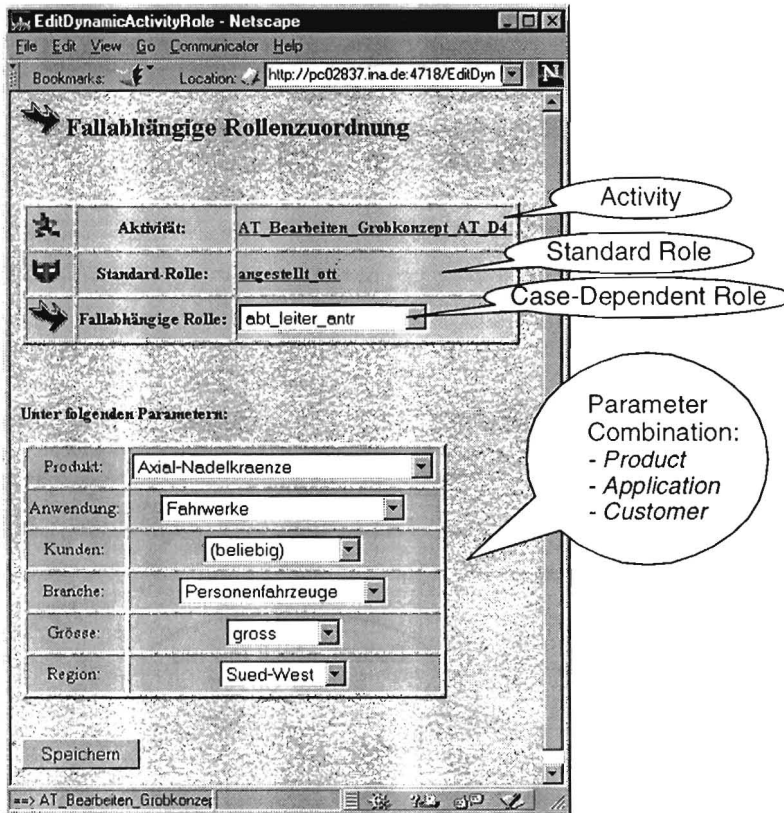 EditDynamicActivityRole - Netscape
File Edit View Go Communicator Help
Bookmarks: Location: http://pc02837.ina.de:4718/EditDyn N
Fallabhängige Rollenzuordnung
Aktivität: AT_Bearbeiten_Grobkonzept_AT_D4
Standard-Rolle: angestellt_ott
Fallabhängige Rolle: abt_leiter_antr
Activity
Standard Role
Case-Dependent Role
Unter folgenden Parametern:
Produkt: Axial-Nadelkraenze
Anwendung: Fahrwerke
Kunden: (beliebig)
Branche: Personenfahrzeuge
Grösse: gross
Region: Sued-West
Parameter
Combination:
- Product
- Application
- Customer
Speichern
==> AT_Bearbeiten_Grobkonzep